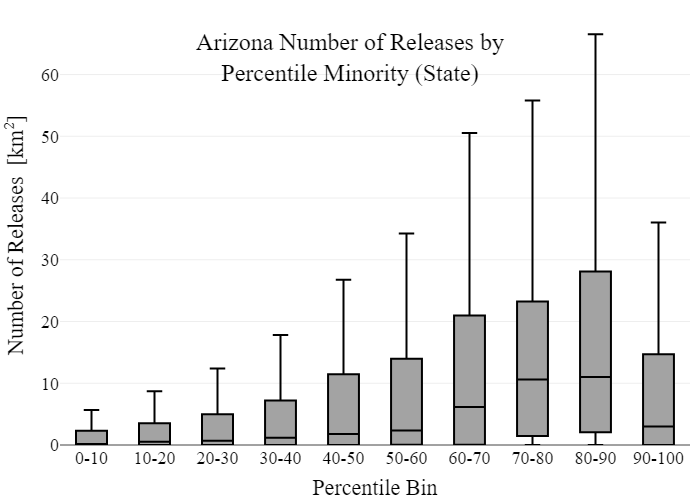 Arizona Number of Releases by
Percentile Minority (State)
Number of Releases [km²]
60
50
40
30
20
10
0
0-10 10-20 20-30 30-40 40-50 50-60 60-70 70-80 80-90 90-100
Percentile Bin